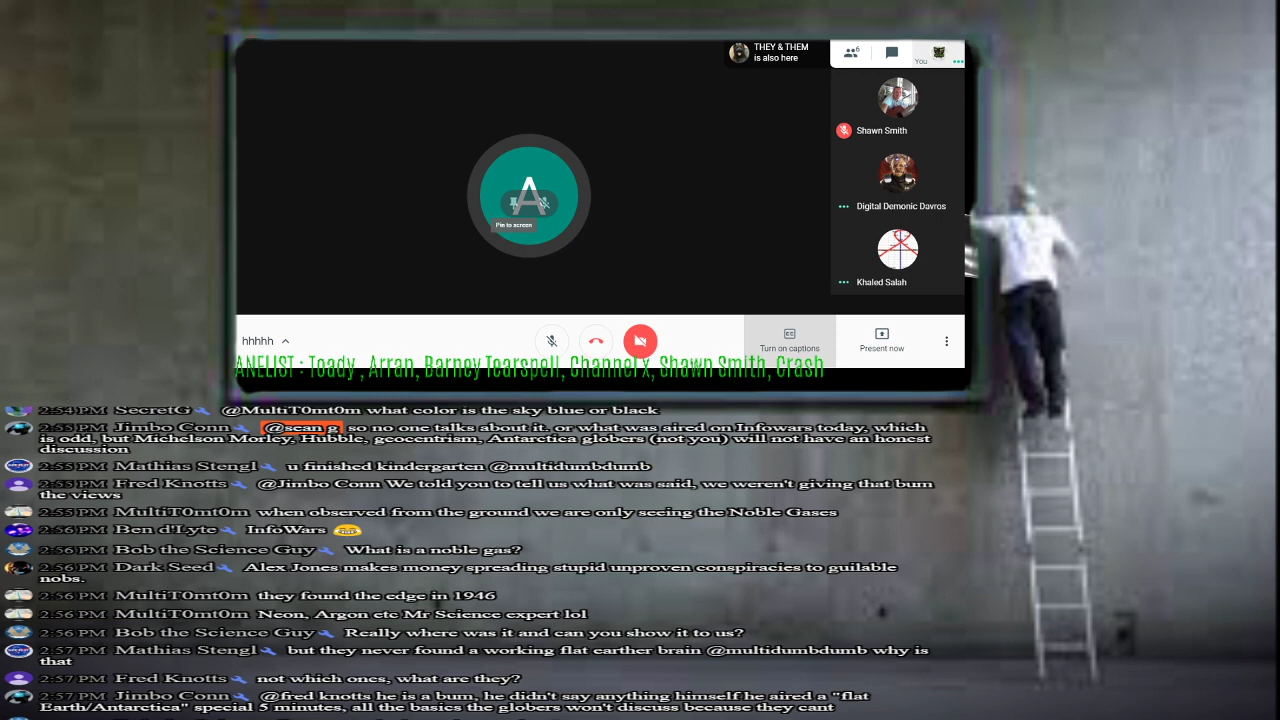 THEY & THEM
is also here
6
You
Shawn Smith
Digital Demonic Davros
Khaled Salah
A
Pin to screen
hhhhh
Turn on captions
Present now
ANELIST : Toady , Arran, Barney Tearspell, Channel x, Shawn Smith, Crash
2:54 PM SecretG @MultiT0mt0m what color is the sky blue or black
2:55 PM Jimbo Conn @sean g so no one talks about it. or what was aired on Infowars today, which
is odd, but Michelson Morley, Hubble, geocentrism, Antarctica globers (not you) will not have an honest
discussion
2:55 PM Mathias Stengl u finished kindergarten @multidumbdumb
2:55 PM Fred Knotts @Jimbo Conn We told you to tell us what was said, we weren't giving that bum
the views
2:55 PM MultiT0mt0m when observed from the ground we are only seeing the Noble Gases
2:56 PM Ben d'Lyte InfoWars 😂
2:56 PM Bob the Science Guy What is a noble gas?
2:56 PM Dark Seed Alex Jones makes money spreading stupid unproven conspiracies to guilable
nobs.
2:56 PM MultiT0mt0m they found the edge in 1946
2:56 PM MultiT0mt0m Neon, Argon etc Mr Science expert lol
2:56 PM Bob the Science Guy Really where was it and can you show it to us?
2:57 PM Mathias Stengl but they never found a working flat earther brain @multidumbdumb why is
that
2:57 PM Fred Knotts not which ones, what are they?
2:57 PM Jimbo Conn @fred knotts he is a bum, he didn't say anything himself he aired a "flat
Earth/Antarctica" special 5 minutes, all the basics the globers won't discuss because they cant